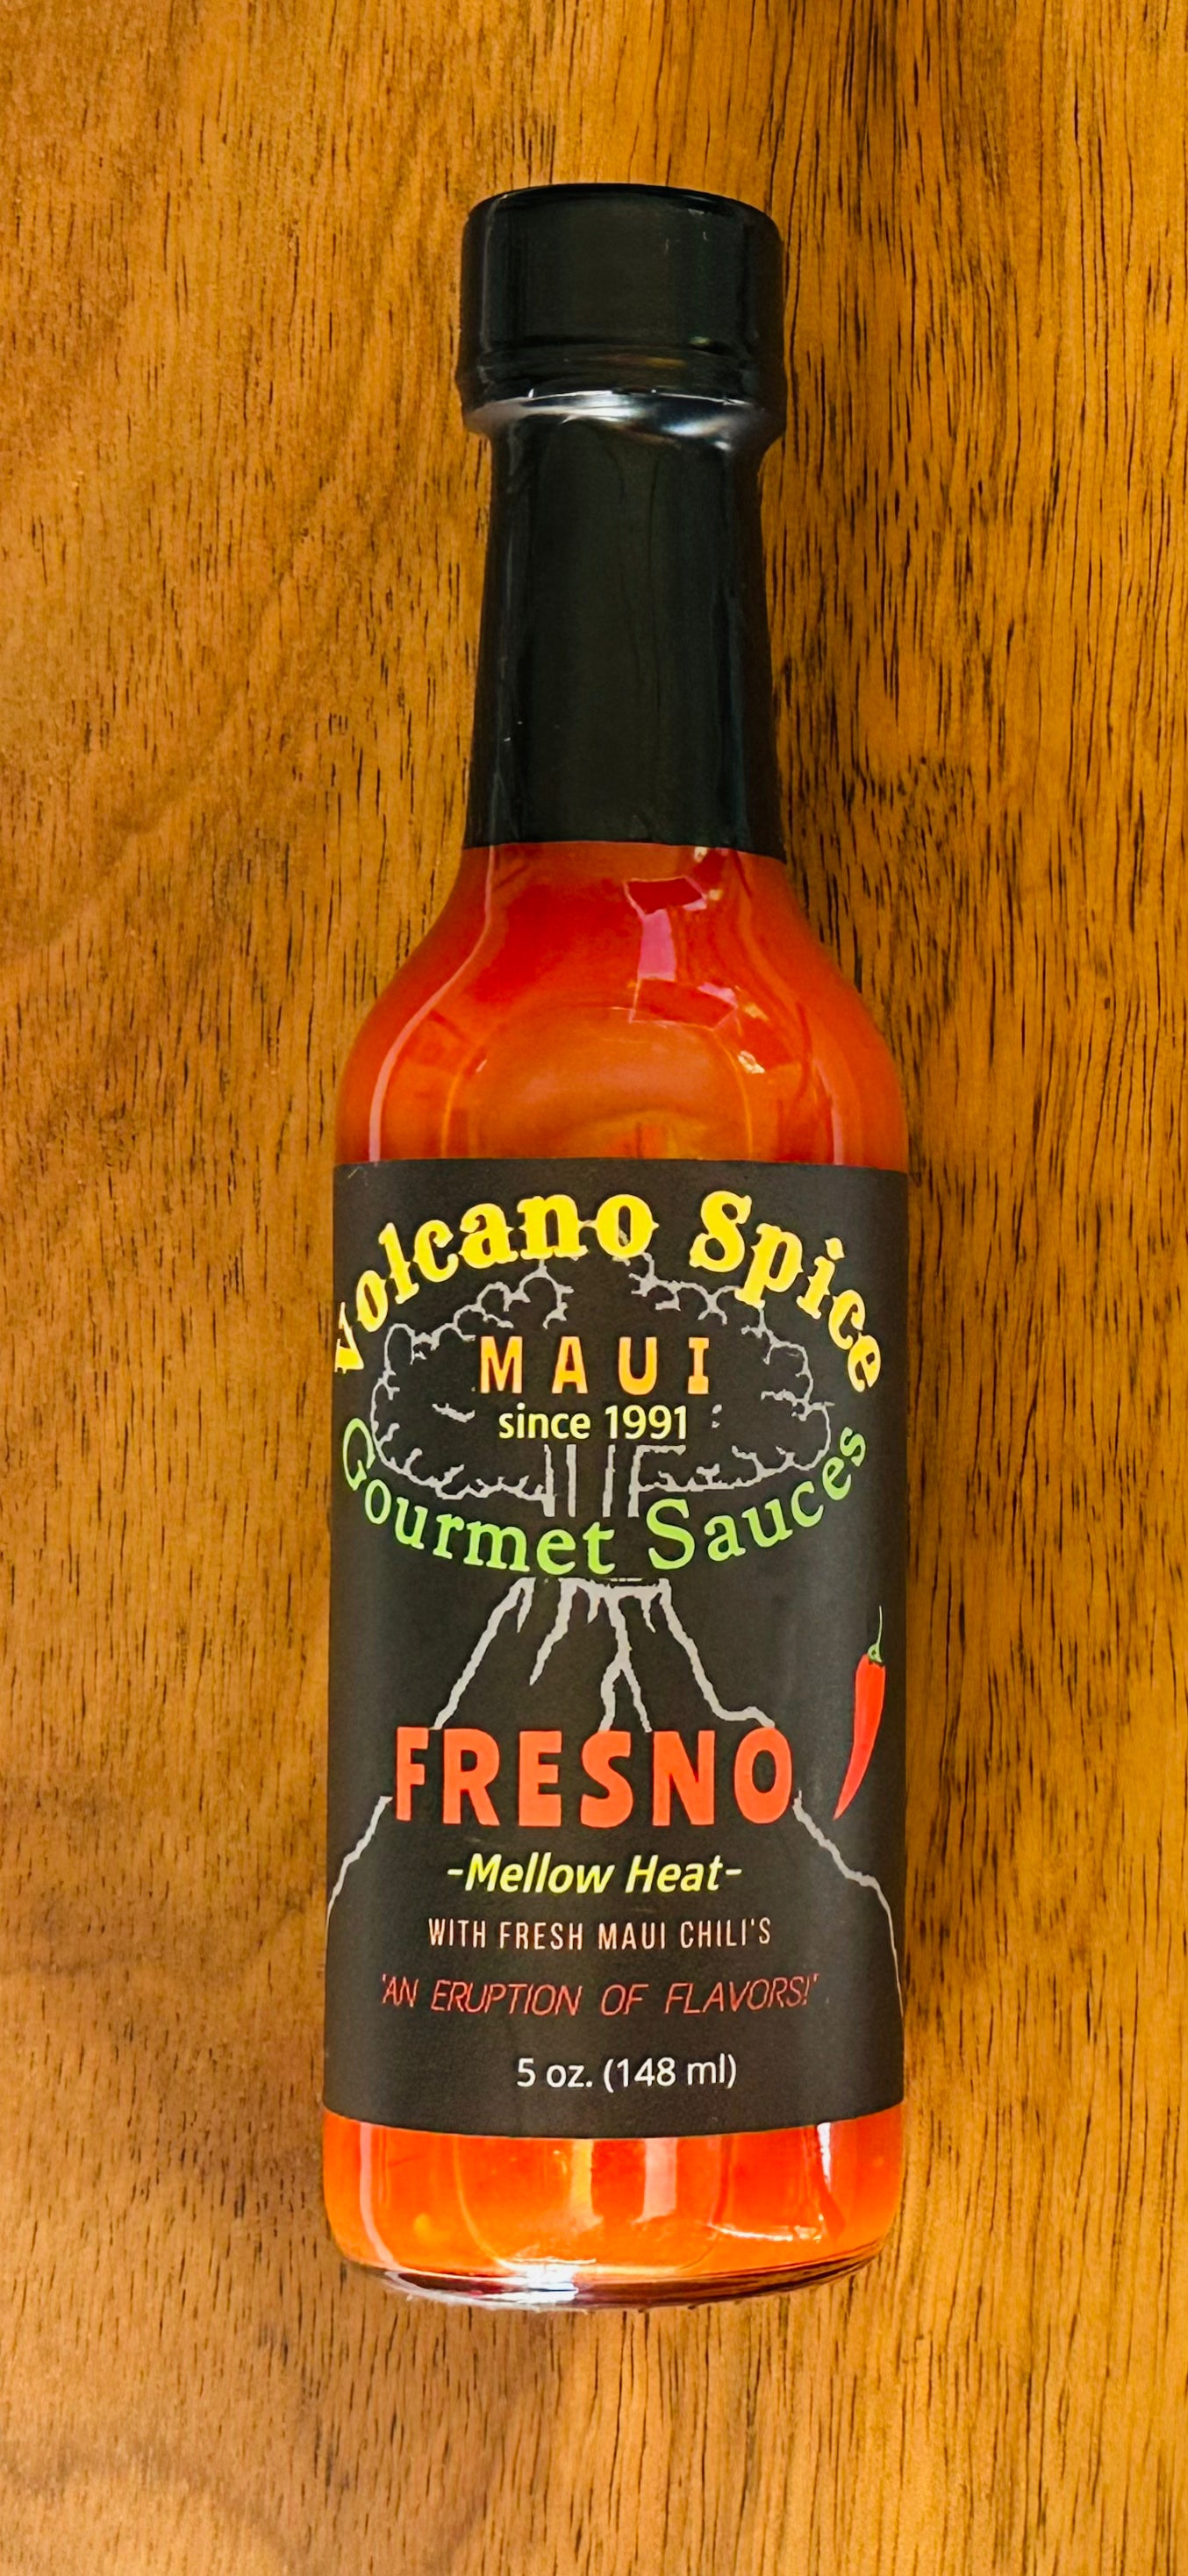 Volcano Spice
MAUI
since 1991
Gourmet Sauces
FRESNO
-Mellow Heat-
WITH FRESH MAUI CHILI'S
"AN ERUPTION OF FLAVORS!"
5 oz. (148 ml)